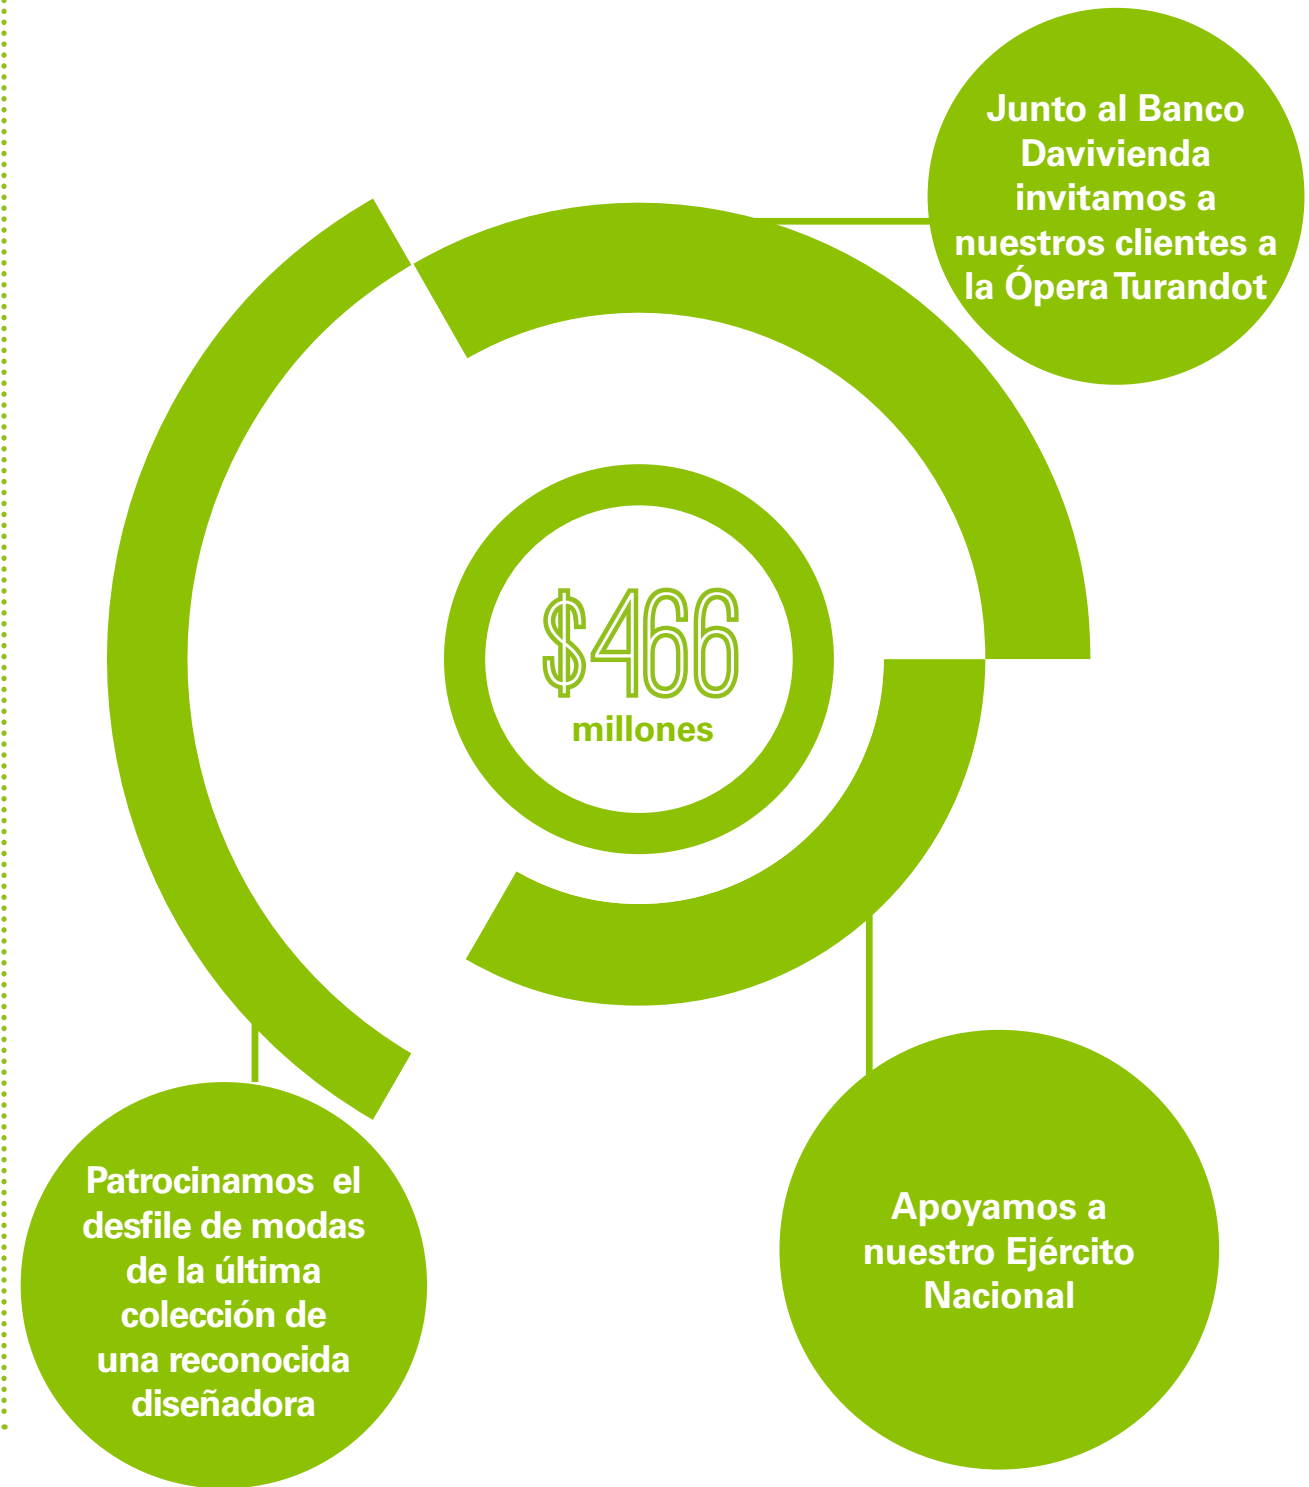 Junto al Banco
Davivienda
invitamos a
nuestros clientes a
la Ópera Turandot
$466
millones
Patrocinamos el
desfile de modas
de la última
colección de
una reconocida
diseñadora
Apoyamos a
nuestro Ejército
Nacional